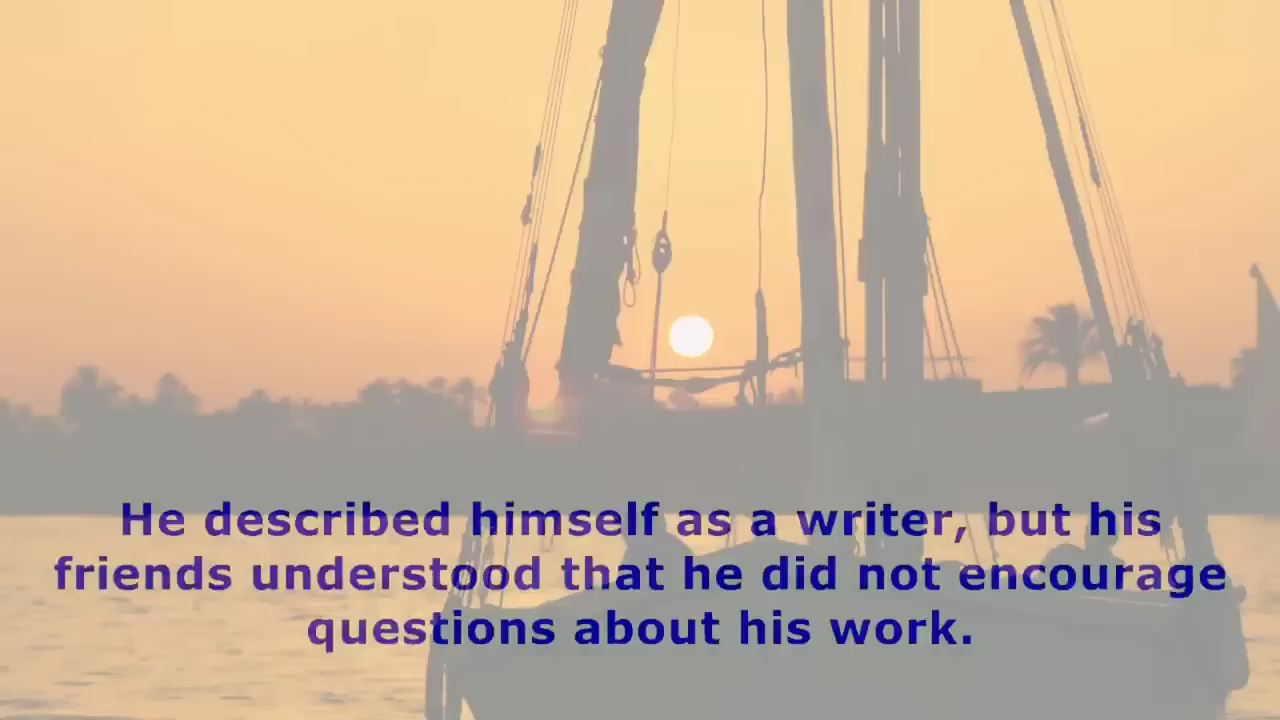 He described himself as a writer, but his
friends understood that he did not encourage
questions about his work.